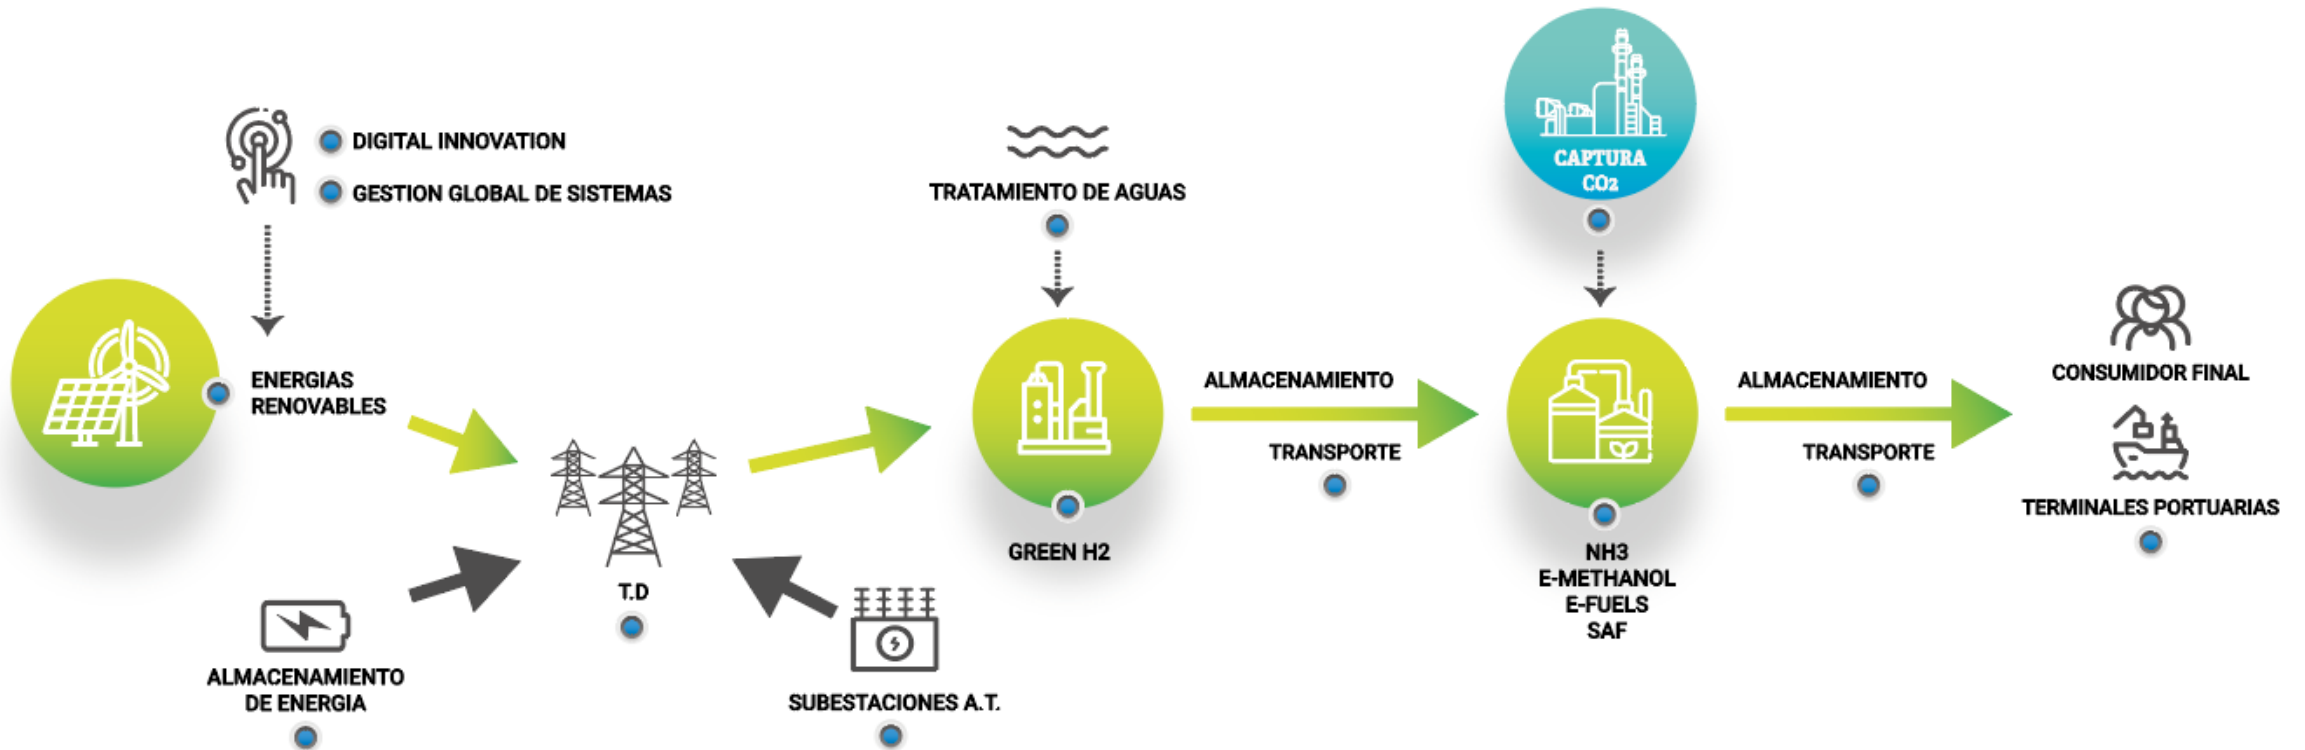 DIGITAL INNOVATION
GESTION GLOBAL DE SISTEMAS
ENERGIAS
RENOVABLES
ALMACENAMIENTO
DE ENERGIA
T.D
SUBESTACIONES A.T.
TRATAMIENTO DE AGUAS
GREEN H2
ALMACENAMIENTO
TRANSPORTE
CAPTURA
CO2
NH3
E-METHANOL
E-FUELS
SAF
ALMACENAMIENTO
TRANSPORTE
CONSUMIDOR FINAL
TERMINALES PORTUARIAS